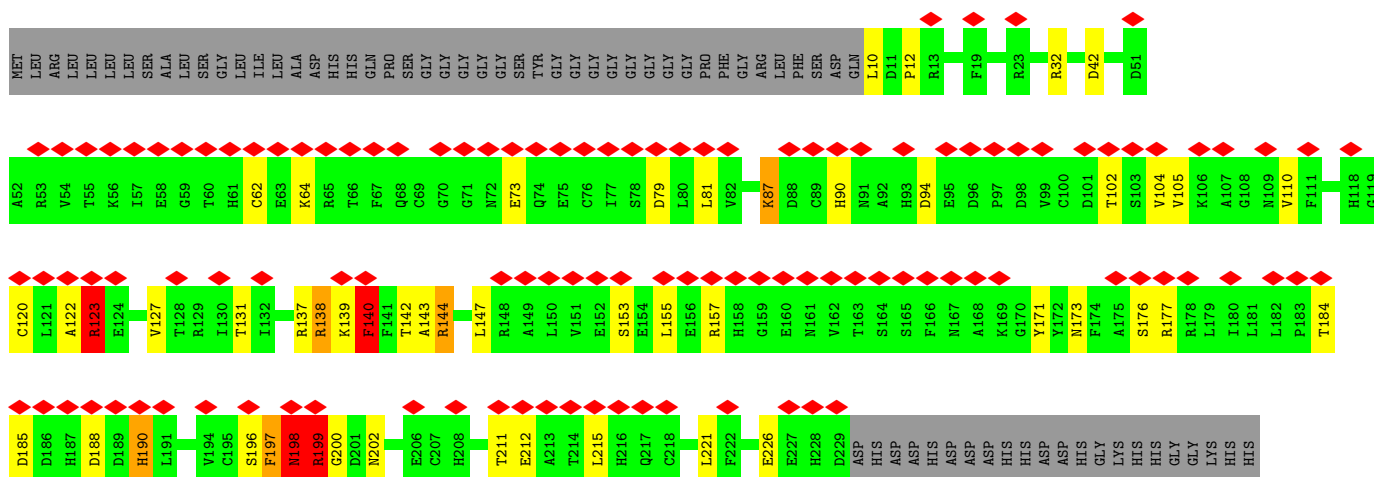 MET LEU ARG LEU LEU LEU LEU SER ALA LEU SER GLY LEU ILE LEU ALA ASP HIS HIS GLN PRO SER GLY GLY GLY GLY GLY SER TYR GLY GLY GLY GLY GLY GLY GLY GLY PRO PHE GLY ARG LEU PHE SER ASP GLN L10 D11 P12 R13 F19 R23 R32 D42 D51
A52 R53 V54 T55 K56 I57 E58 G59 T60 H61 C62 E63 K64 R65 T66 F67 Q68 C69 G70 G71 N72 E73 Q74 E75 C76 I77 S78 D79 L80 L81 V82 K87 D88 C89 H90 N91 A92 H93 D94 E95 D96 P97 D98 V99 C100 D101 T102 S103 V104 V105 K106 A107 G108 N109 V110 F111 H118 G119
C120 L121 A122 R123 E124 V127 T128 R129 I130 T131 I132 R137 R138 K139 F140 F141 T142 A143 R144 L147 R148 A149 L150 V151 E152 S153 E154 L155 E156 R157 H158 G159 E160 N161 V162 T163 S164 S165 F166 N167 A168 K169 G170 Y171 Y172 N173 F174 A175 S176 R177 R178 L179 I180 L181 L182 P183 T184
D185 D186 H187 D188 D189 H190 L191 V194 C195 S196 F197 N198 R199 G200 D201 N202 E206 C207 H208 T211 E212 A213 T214 L215 H216 Q217 C218 L221 F222 E226 E227 H228 D229 ASP HIS ASP ASP HIS ASP ASP ASP HIS HIS ASP ASP HIS GLY LYS HIS HIS GLY GLY LYS HIS HIS